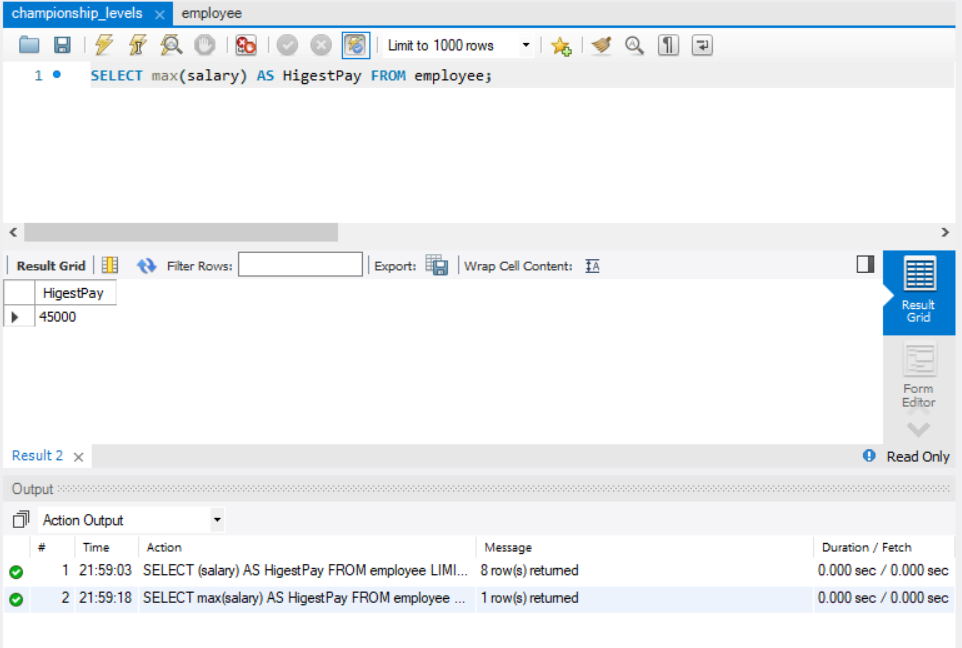 championship_levels × employee
Limit to 1000 rows
1 SELECT max(salary) AS HigestPay FROM employee;
Result Grid Filter Rows: Export: Wrap Cell Content: IA
HigestPay
45000
Result Grid
Form Editor
Result 2 × Read Only
Output
Action Output
# Time Action Message Duration / Fetch
1 21:59:03 SELECT (salary) AS HigestPay FROM employee LIMI... 8 row(s) returned 0.000 sec / 0.000 sec
2 21:59:18 SELECT max(salary) AS HigestPay FROM employee ... 1 row(s) returned 0.000 sec / 0.000 sec